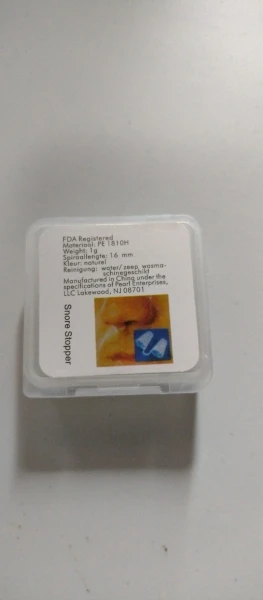 FDA Registered
Materiaal: PE 1810H
Weight: 1g
Spiraallengte: 16 mm
Kleur: naturel
Reinigung: water/zeep, wasma-
schinegeschikt
Manufactured in China under the
specifications of Pearl Enterprises,
LLC Lakewood, NJ 08701
Snore Stopper